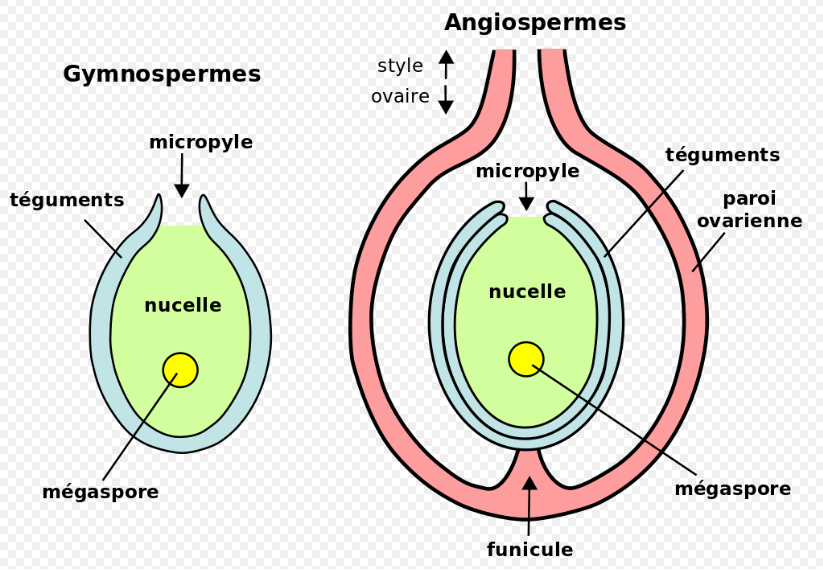 Gymnospermes
micropyle
téguments
nucelle
mégaspore
Angiospermes
style
ovaire
micropyle
téguments
paroi
ovarienne
nucelle
mégaspore
funicule